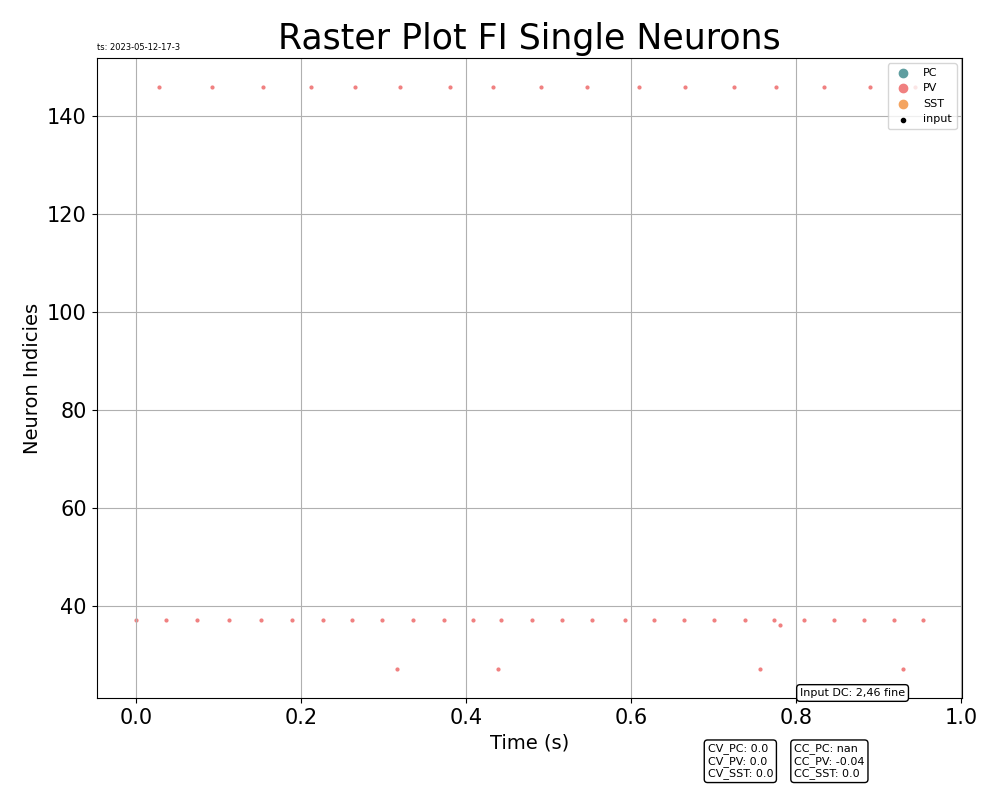 Raster Plot FI Single Neurons
ts: 2023-05-12-17-3
PC
PV
SST
input
140
120
100
80
60
40
Neuron Indicies
0.0 0.2 0.4 0.6 0.8 1.0
Time (s)
Input DC: 2,46 fine
CV_PC: 0.0
CV_PV: 0.0
CV_SST: 0.0
CC_PC: nan
CC_PV: -0.04
CC_SST: 0.0